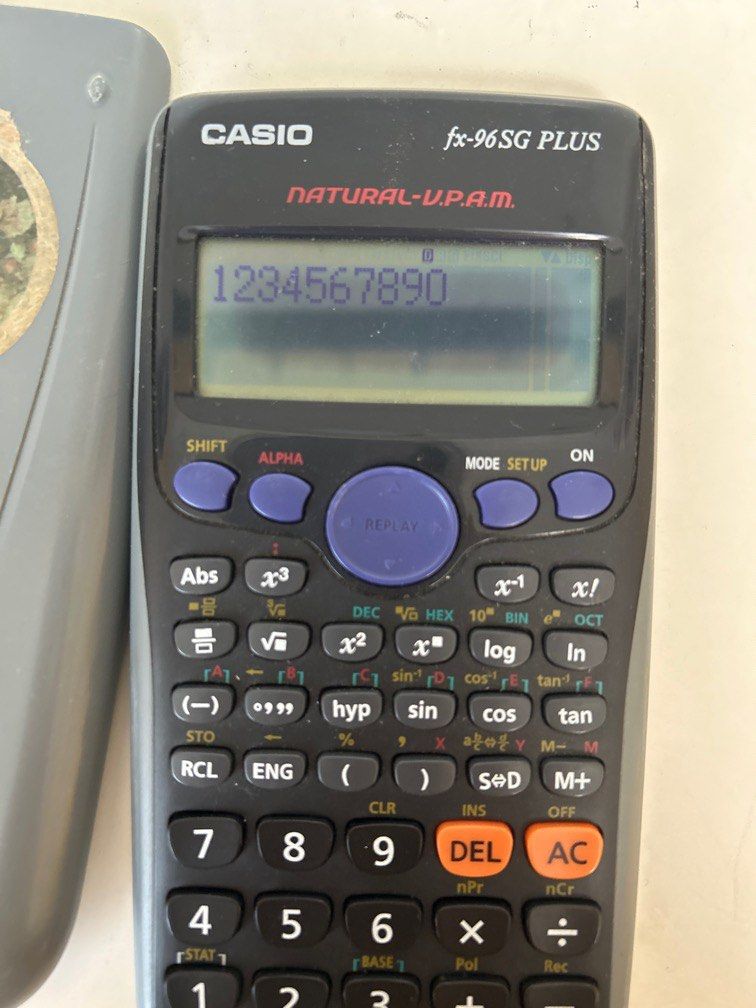 CASIO fx-96SG PLUS
NATURAL-V.P.A.M.
D
1234567890
SHIFT ALPHA MODE SETUP ON
REPLAY
:
Abs x³ x⁻¹ x!
³√ DEC HEX 10 BIN e OCT
√ x² x log ln
A ← B C sin⁻¹ D cos⁻¹ E tan⁻¹ F
(−) °,,, hyp sin cos tan
STO ← % , X a b/c⇔d/c Y M− M
RCL ENG ( ) S⇔D M+
CLR INS OFF
7 8 9 DEL AC
nPr nCr
4 5 6 × ÷
STAT BASE Pol Rec
1 2 3 + −